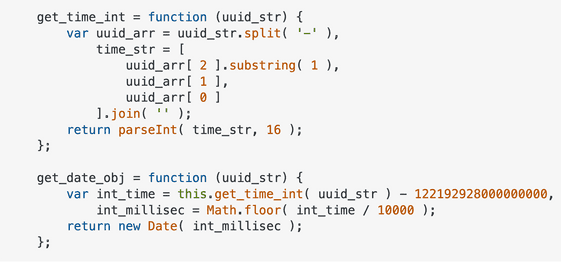 get_time_int = function (uuid_str) {
    var uuid_arr = uuid_str.split( '-' ),
        time_str = [
            uuid_arr[ 2 ].substring( 1 ),
            uuid_arr[ 1 ],
            uuid_arr[ 0 ]
        ].join( '' );
    return parseInt( time_str, 16 );
};

get_date_obj = function (uuid_str) {
    var int_time = this.get_time_int( uuid_str ) - 122192928000000000,
        int_millisec = Math.floor( int_time / 10000 );
    return new Date( int_millisec );
};